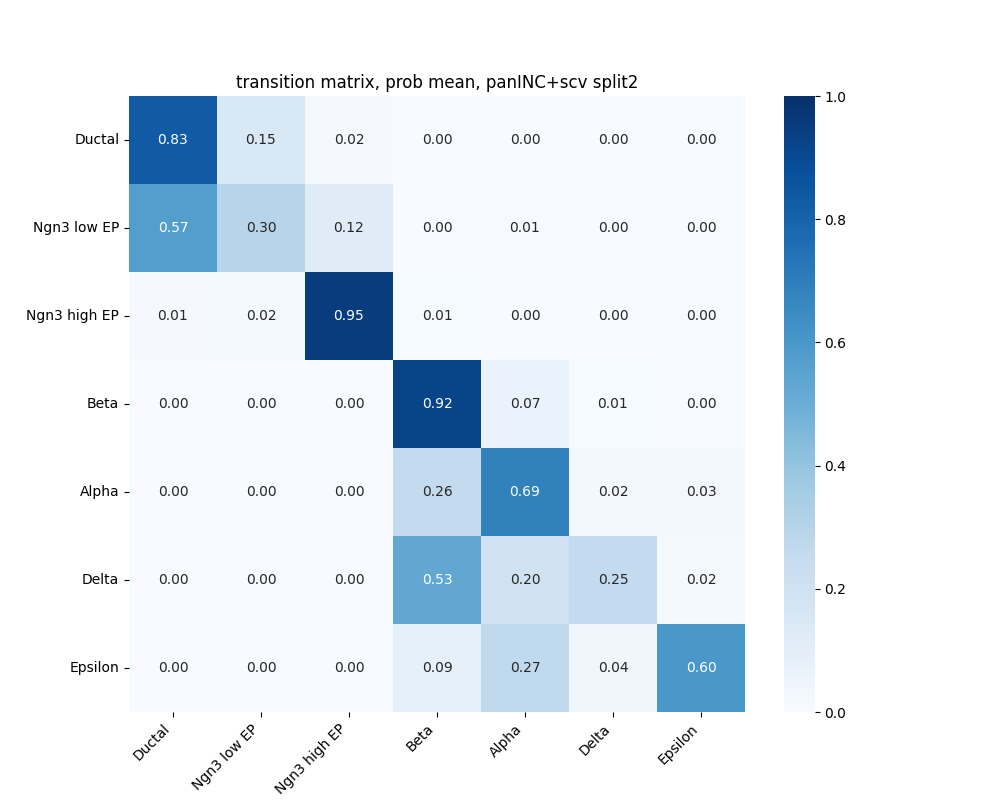 transition matrix, prob mean, panINC+scv split2
Ductal 0.83 0.15 0.02 0.00 0.00 0.00 0.00
Ngn3 low EP 0.57 0.30 0.12 0.00 0.01 0.00 0.00
Ngn3 high EP 0.01 0.02 0.95 0.01 0.00 0.00 0.00
Beta 0.00 0.00 0.00 0.92 0.07 0.01 0.00
Alpha 0.00 0.00 0.00 0.26 0.69 0.02 0.03
Delta 0.00 0.00 0.00 0.53 0.20 0.25 0.02
Epsilon 0.00 0.00 0.00 0.09 0.27 0.04 0.60
Ductal Ngn3 low EP Ngn3 high EP Beta Alpha Delta Epsilon
1.0
0.8
0.6
0.4
0.2
0.0